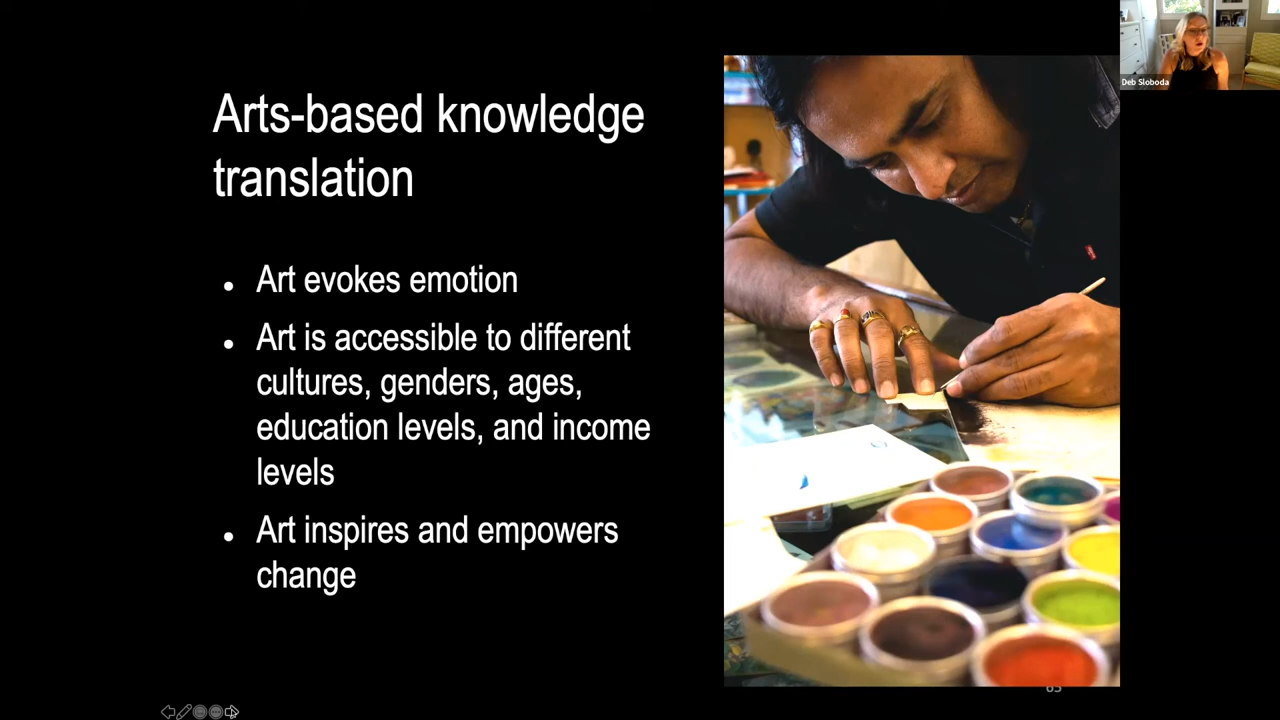 Deb Sloboda
Arts-based knowledge
translation
Art evokes emotion
Art is accessible to different
cultures, genders, ages,
education levels, and income
levels
Art inspires and empowers
change